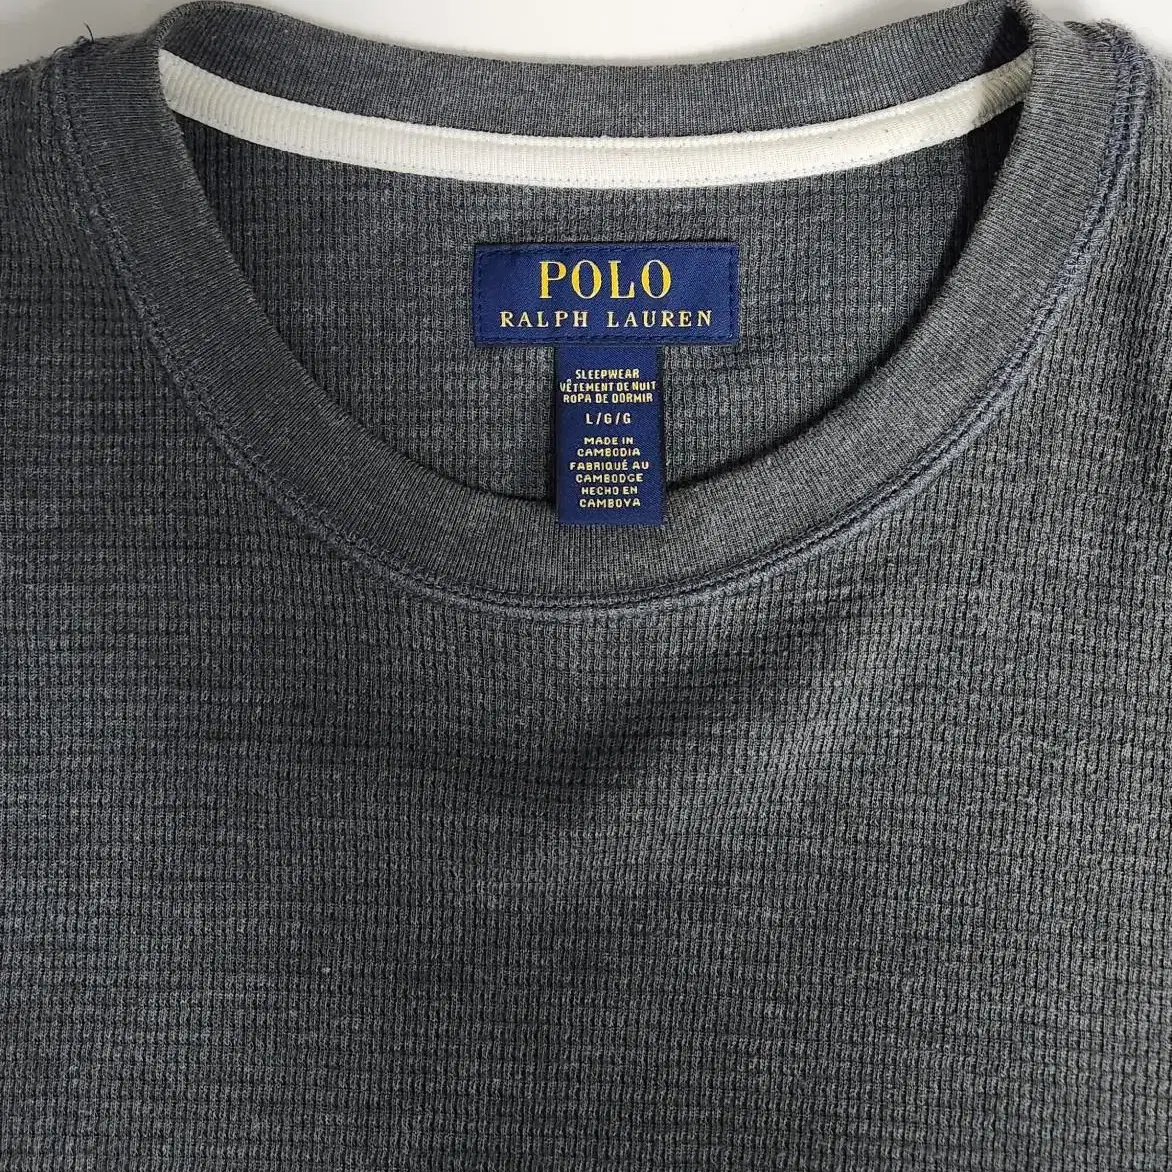 POLO
RALPH LAUREN
SLEEPWEAR
VÊTEMENT DE NUIT
ROPA DE DORMIR
L/G/G
MADE IN
CAMBODIA
FABRIQUÉ AU
CAMBODGE
HECHO EN
CAMBOYA